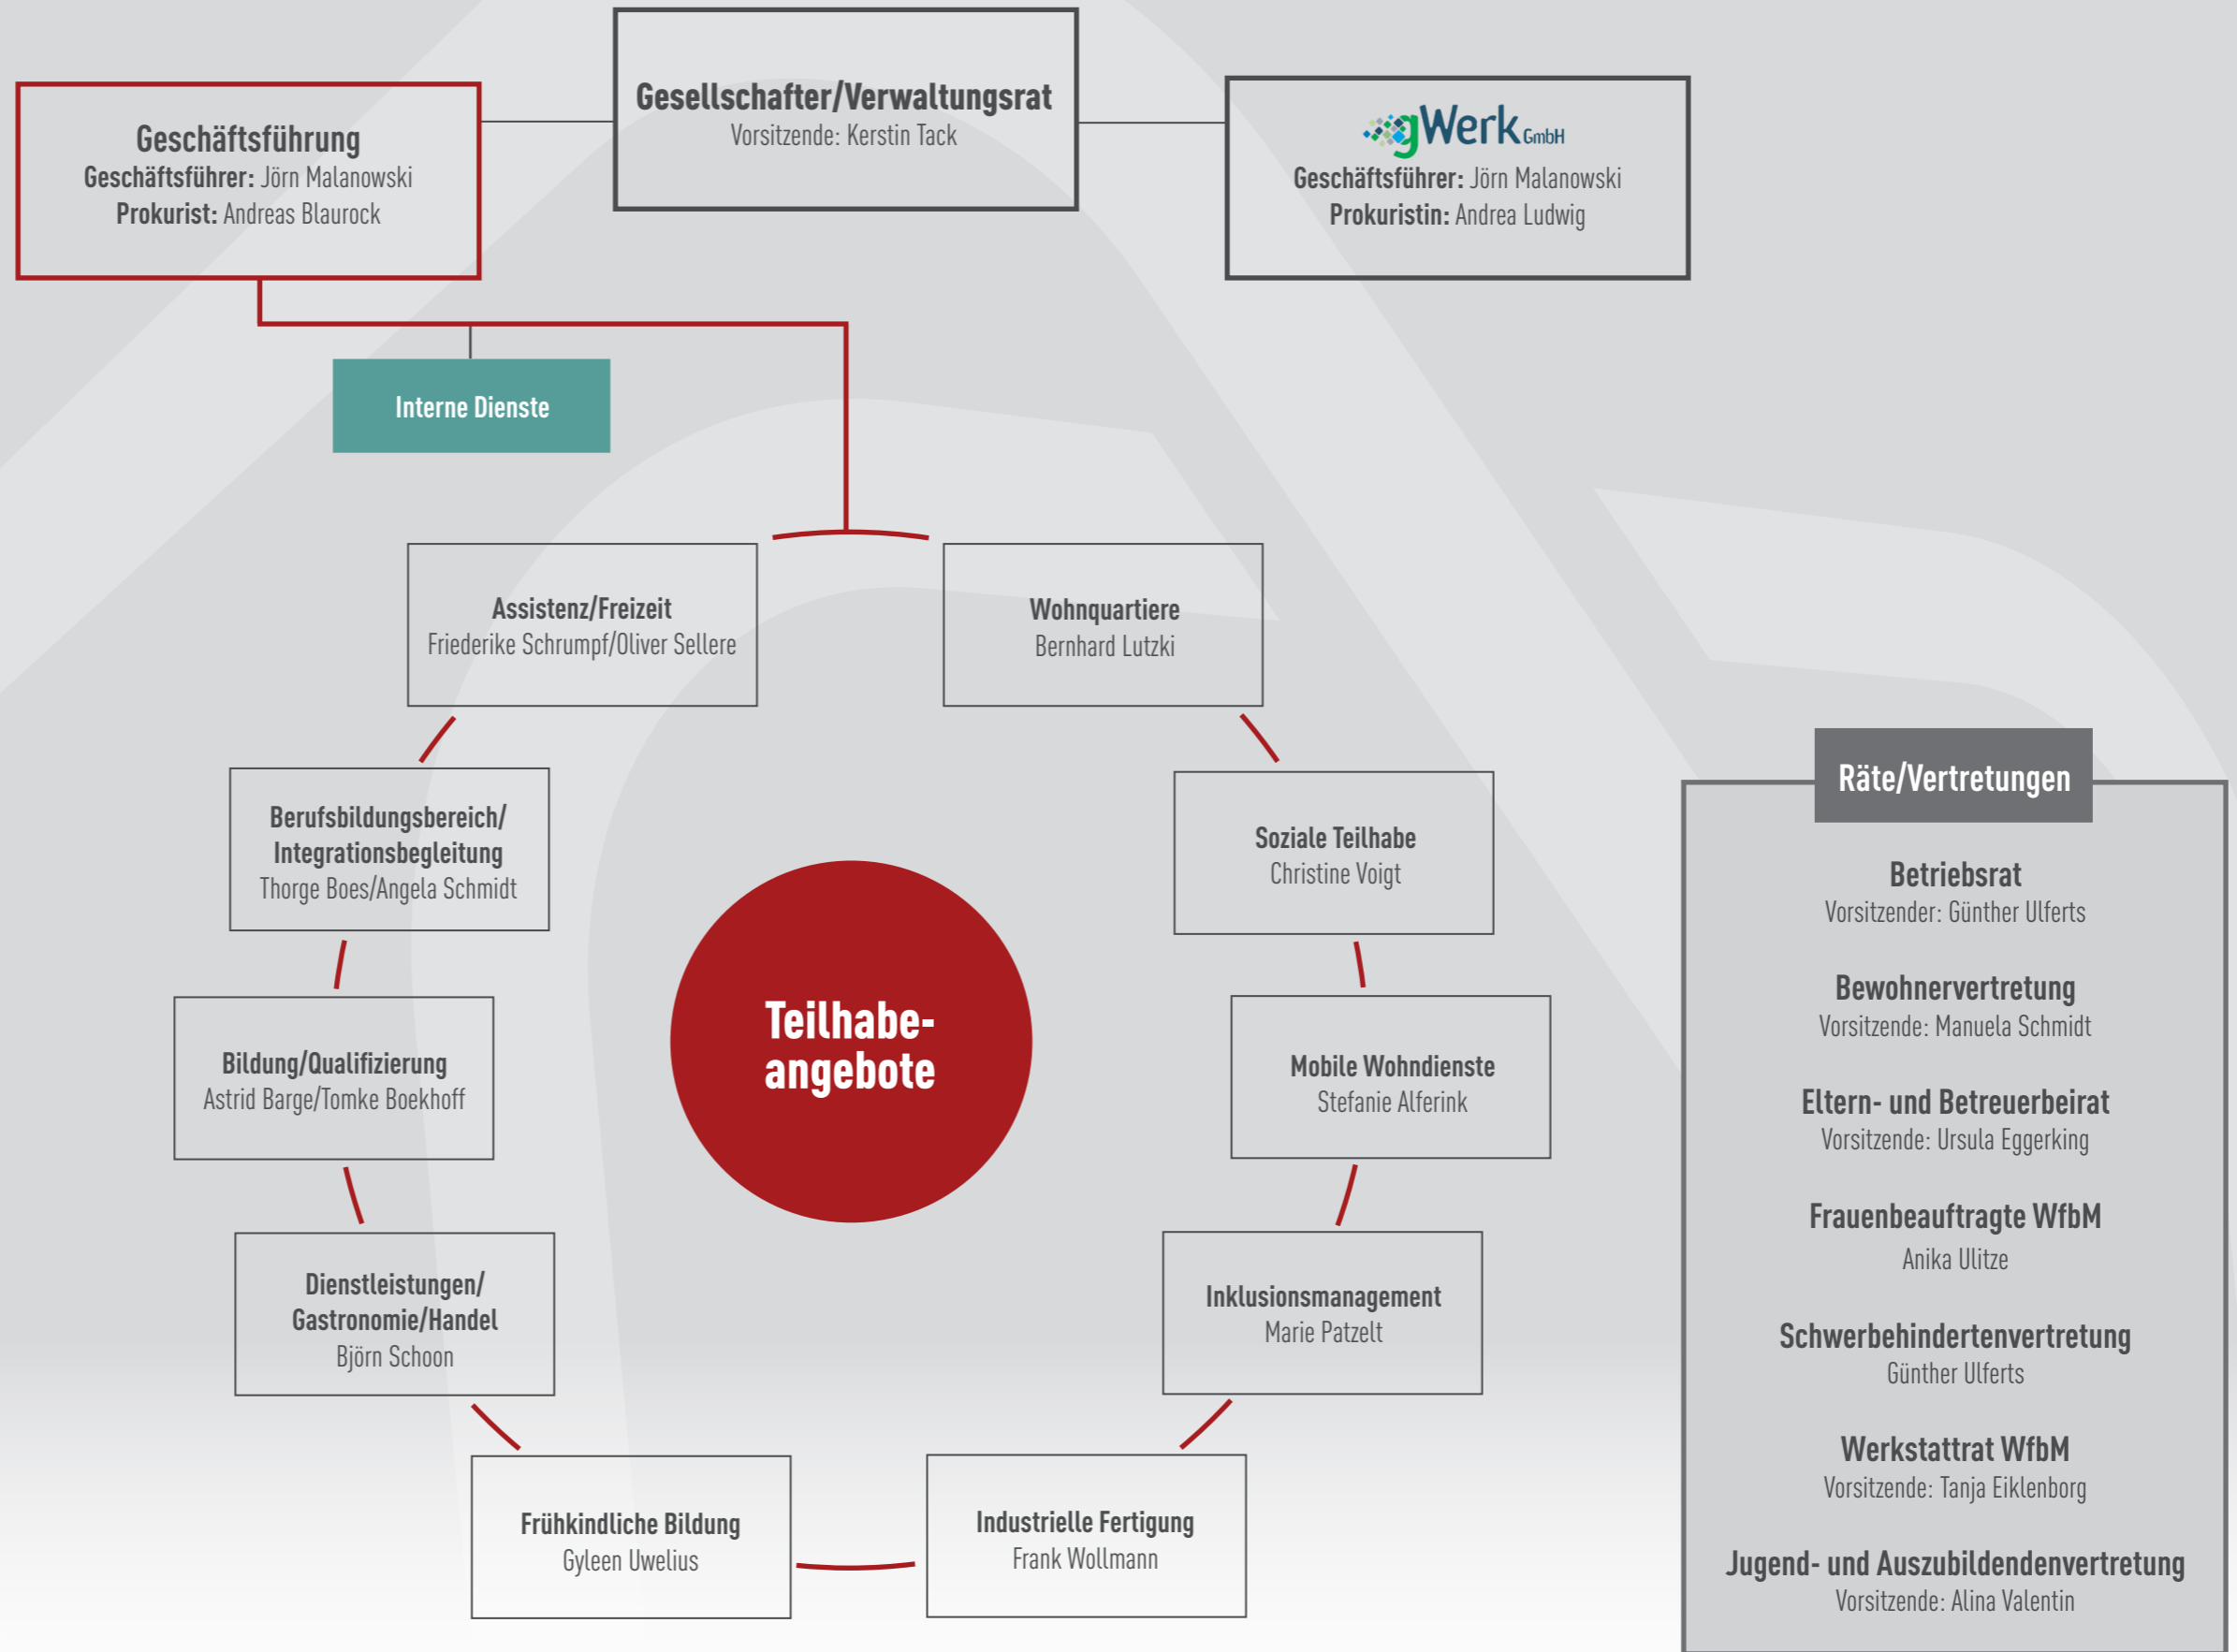 Gesellschafter/Verwaltungsrat
Vorsitzende: Kerstin Tack
Geschäftsführung
Geschäftsführer: Jörn Malanowski
Prokurist: Andreas Blaurock
gWerk GmbH
Geschäftsführer: Jörn Malanowski
Prokuristin: Andrea Ludwig
Interne Dienste
Assistenz/Freizeit
Friederike Schrumpf/Oliver Sellere
Wohnquartiere
Bernhard Lutzki
Berufsbildungsbereich/
Integrationsbegleitung
Thorge Boes/Angela Schmidt
Soziale Teilhabe
Christine Voigt
Bildung/Qualifizierung
Astrid Barge/Tomke Boekhoff
Teilhabe-
angebote
Mobile Wohndienste
Stefanie Alferink
Dienstleistungen/
Gastronomie/Handel
Björn Schoon
Inklusionsmanagement
Marie Patzelt
Frühkindliche Bildung
Gyleen Uwelius
Industrielle Fertigung
Frank Wollmann
Räte/Vertretungen
Betriebsrat
Vorsitzender: Günther Ulferts
Bewohnervertretung
Vorsitzende: Manuela Schmidt
Eltern- und Betreuerbeirat
Vorsitzende: Ursula Eggerking
Frauenbeauftragte WfbM
Anika Ulitze
Schwerbehindertenvertretung
Günther Ulferts
Werkstattrat WfbM
Vorsitzende: Tanja Eiklenborg
Jugend- und Auszubildendenvertretung
Vorsitzende: Alina Valentin